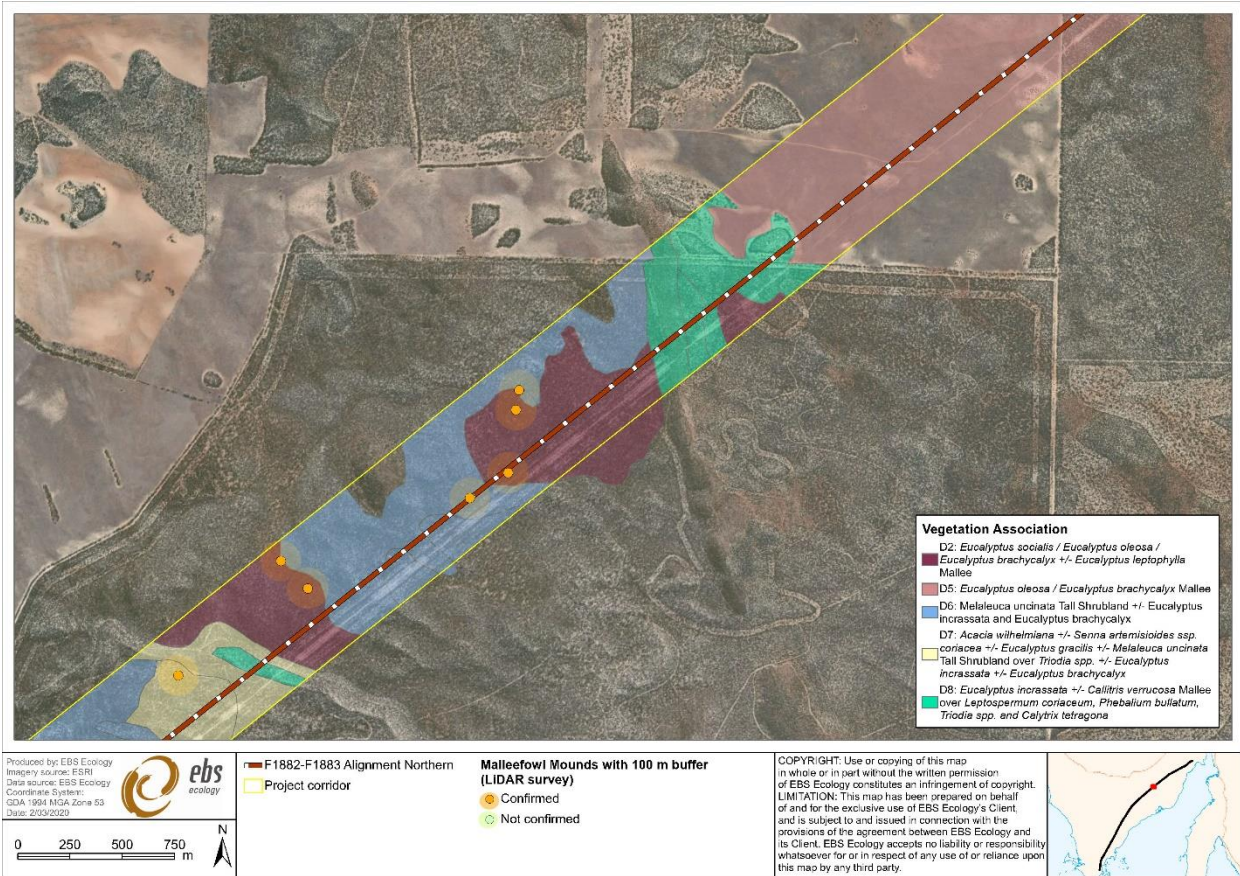 Vegetation Association
D2: Eucalyptus socialis / Eucalyptus oleosa /
Eucalyptus brachycalyx +/- Eucalyptus leptophylla
Mallee
D5: Eucalyptus oleosa / Eucalyptus brachycalyx Mallee
D6: Melaleuca uncinata Tall Shrubland +/- Eucalyptus
incrassata and Eucalyptus brachycalyx
D7: Acacia wilhelmiana +/- Senna artemisioides ssp.
coriacea +/- Eucalyptus gracilis +/- Melaleuca uncinata
Tall Shrubland over Triodia spp. +/- Eucalyptus
incrassata +/- Eucalyptus brachycalyx
D8: Eucalyptus incrassata +/- Callitris verrucosa Mallee
over Leptospermum coriaceum, Phebalium bullatum,
Triodia spp. and Calytrix tetragona
Produced by: EBS Ecology
Imagery source: ESRI
Data source: EBS Ecology
Coordinate System:
GDA 1994 MGA Zone 53
Date: 2/03/2020
ebs
ecology
0 250 500 750
m
N
F1882-F1883 Alignment Northern
Project corridor
Malleefowl Mounds with 100 m buffer
(LiDAR survey)
Confirmed
Not confirmed
COPYRIGHT: Use or copying of this map
in whole or in part without the written permission
of EBS Ecology constitutes an infringement of copyright.
LIMITATION: This map has been prepared on behalf
of and for the exclusive use of EBS Ecology's Client,
and is subject to and issued in connection with the
provisions of the agreement between EBS Ecology and
its Client. EBS Ecology accepts no liability or responsibility
whatsoever for or in respect of any use of or reliance upon
this map by any third party.